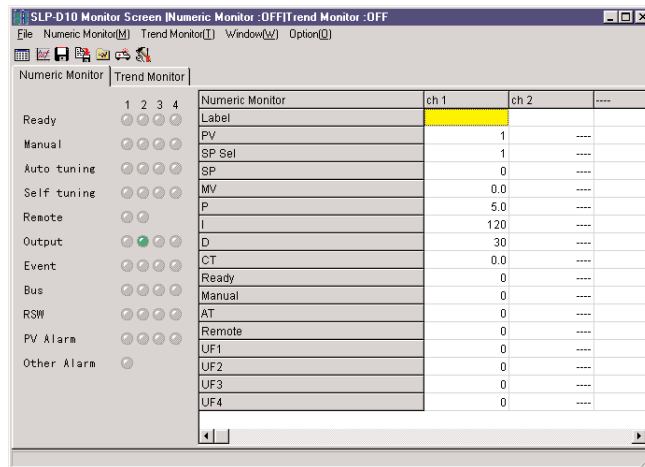 SLP-D10 Monitor Screen |Numeric Monitor :OFF|Trend Monitor :OFF
File Numeric Monitor(M) Trend Monitor(T) Window(W) Option(O)
Numeric Monitor Trend Monitor
1 2 3 4
Ready
Manual
Auto tuning
Self tuning
Remote
Output
Event
Bus
RSW
PV Alarm
Other Alarm
Numeric Monitor ch 1 ch 2 ----
Label
PV 1 ----
SP Sel 1 ----
SP 0 ----
MV 0.0 ----
P 5.0 ----
I 120 ----
D 30 ----
CT 0.0 ----
Ready 0 ----
Manual 0 ----
AT 0 ----
Remote 0 ----
UF1 0 ----
UF2 0 ----
UF3 0 ----
UF4 0 ----